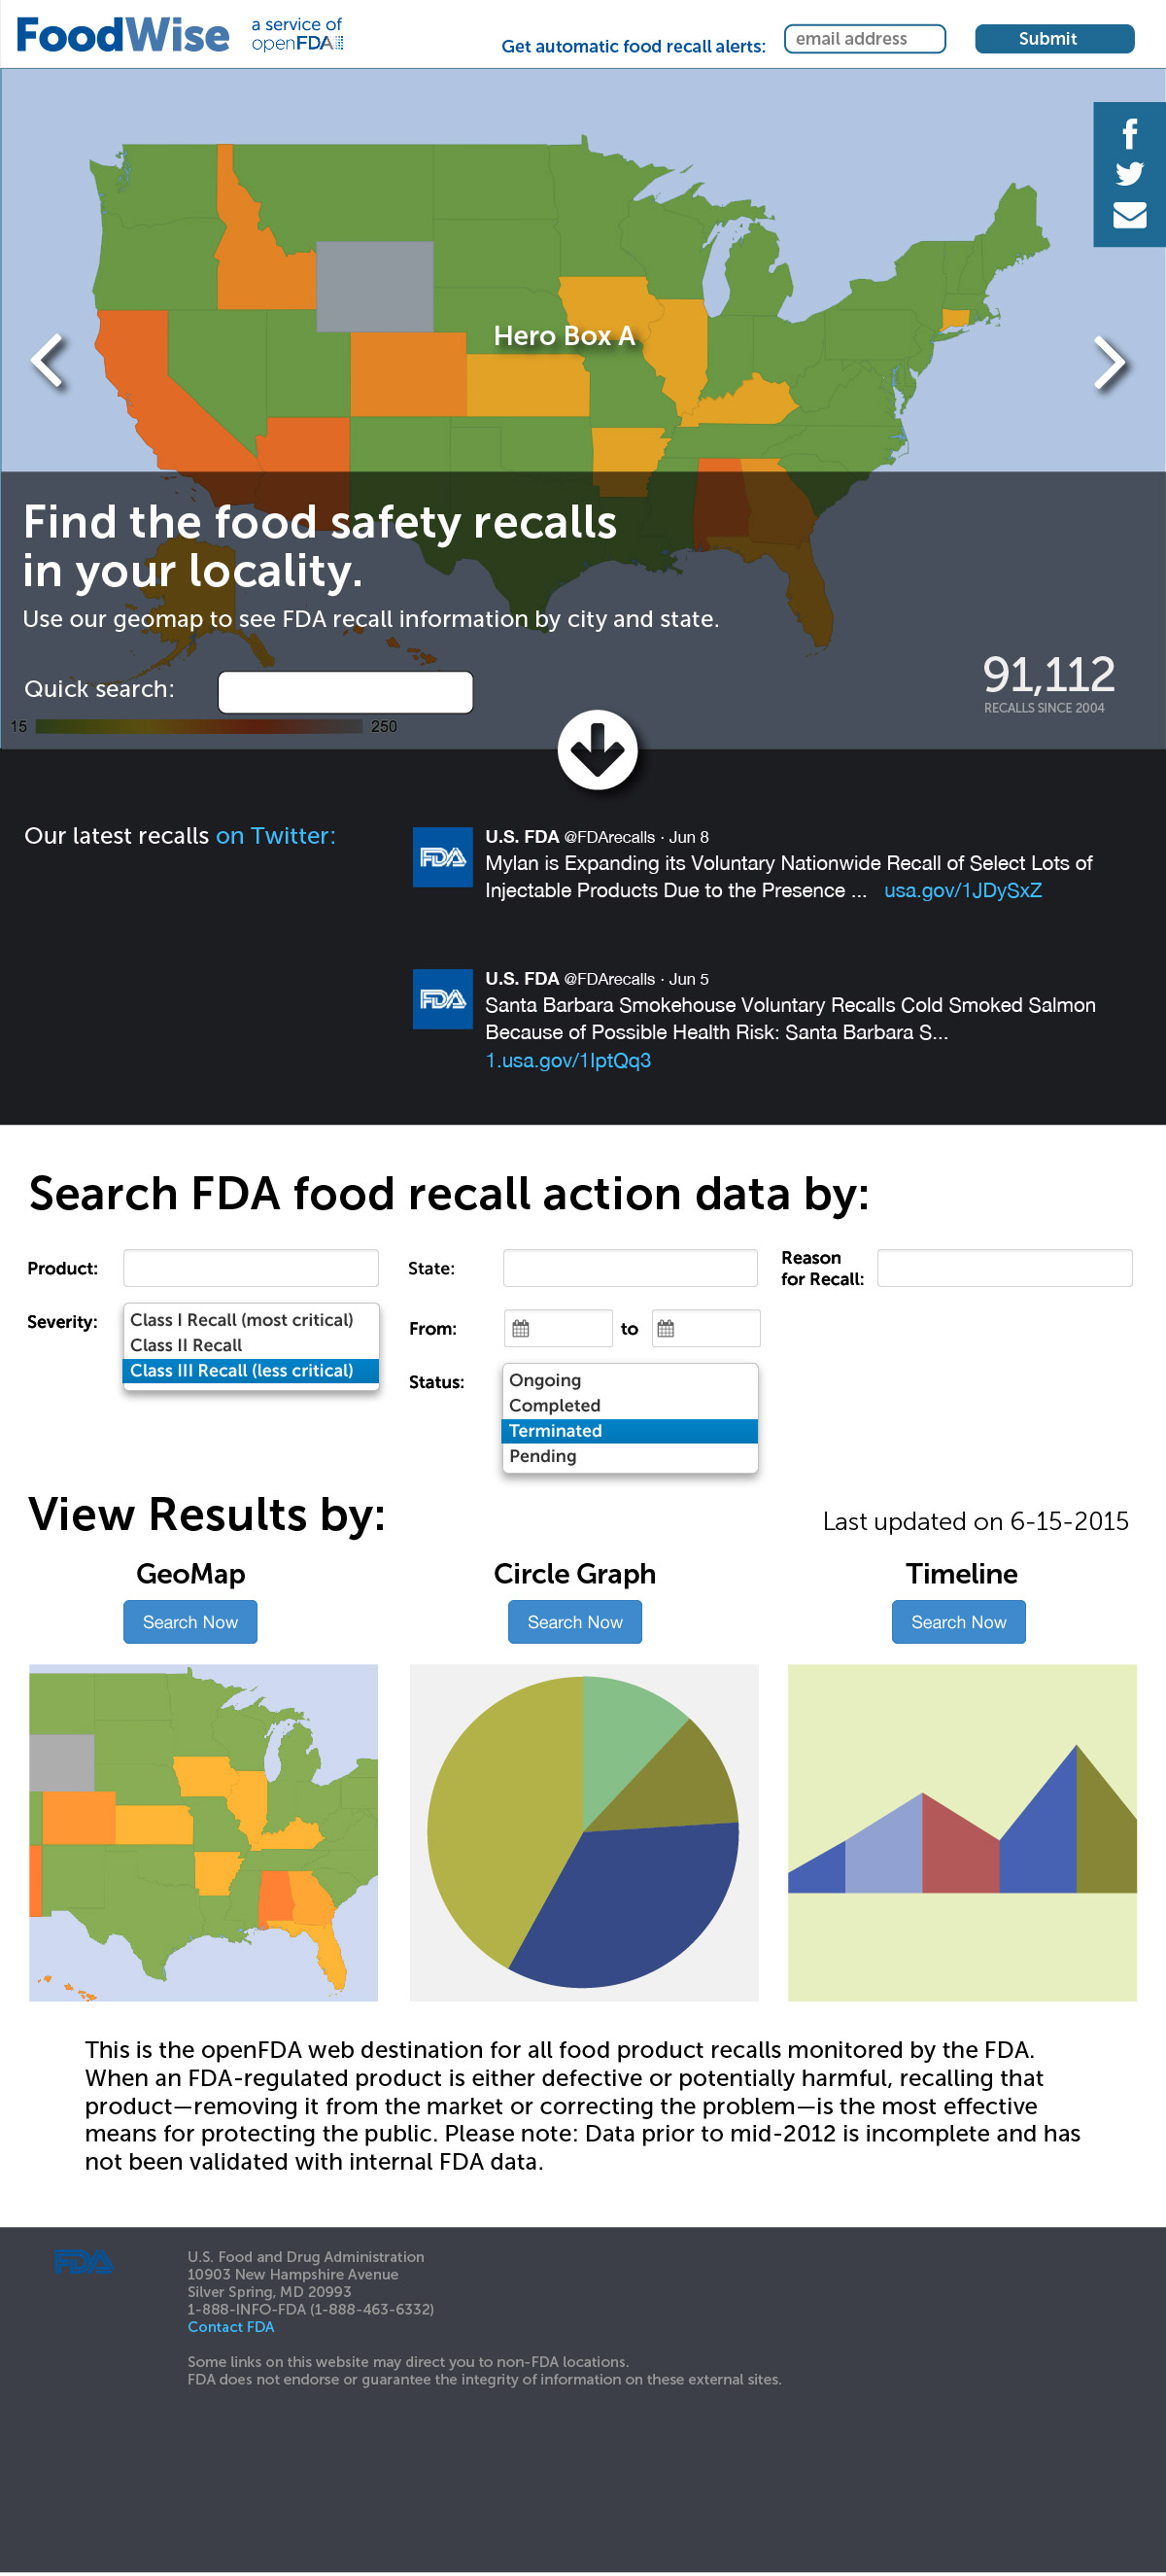 FoodWise
a service of
openFDA
Get automatic food recall alerts:
email address
Submit
Hero Box A
Find the food safety recalls
in your locality.
Use our geomap to see FDA recall information by city and state.
Quick search:
91,112
RECALLS SINCE 2004
15
250
Our latest recalls on Twitter:
FDA
U.S. FDA @FDArecalls · Jun 8
Mylan is Expanding its Voluntary Nationwide Recall of Select Lots of
Injectable Products Due to the Presence ... usa.gov/1JDySxZ
FDA
U.S. FDA @FDArecalls · Jun 5
Santa Barbara Smokehouse Voluntary Recalls Cold Smoked Salmon
Because of Possible Health Risk: Santa Barbara S...
1.usa.gov/1IptQq3
Search FDA food recall action data by:
Product:
State:
Reason
for Recall:
Severity:
Class I Recall (most critical)
Class II Recall
Class III Recall (less critical)
From:
to
Status:
Ongoing
Completed
Terminated
Pending
View Results by:
Last updated on 6-15-2015
GeoMap
Circle Graph
Timeline
Search Now
Search Now
Search Now
This is the openFDA web destination for all food product recalls monitored by the FDA.
When an FDA-regulated product is either defective or potentially harmful, recalling that
product—removing it from the market or correcting the problem—is the most effective
means for protecting the public. Please note: Data prior to mid-2012 is incomplete and has
not been validated with internal FDA data.
FDA
U.S. Food and Drug Administration
10903 New Hampshire Avenue
Silver Spring, MD 20993
1-888-INFO-FDA (1-888-463-6332)
Contact FDA
Some links on this website may direct you to non-FDA locations.
FDA does not endorse or guarantee the integrity of information on these external sites.